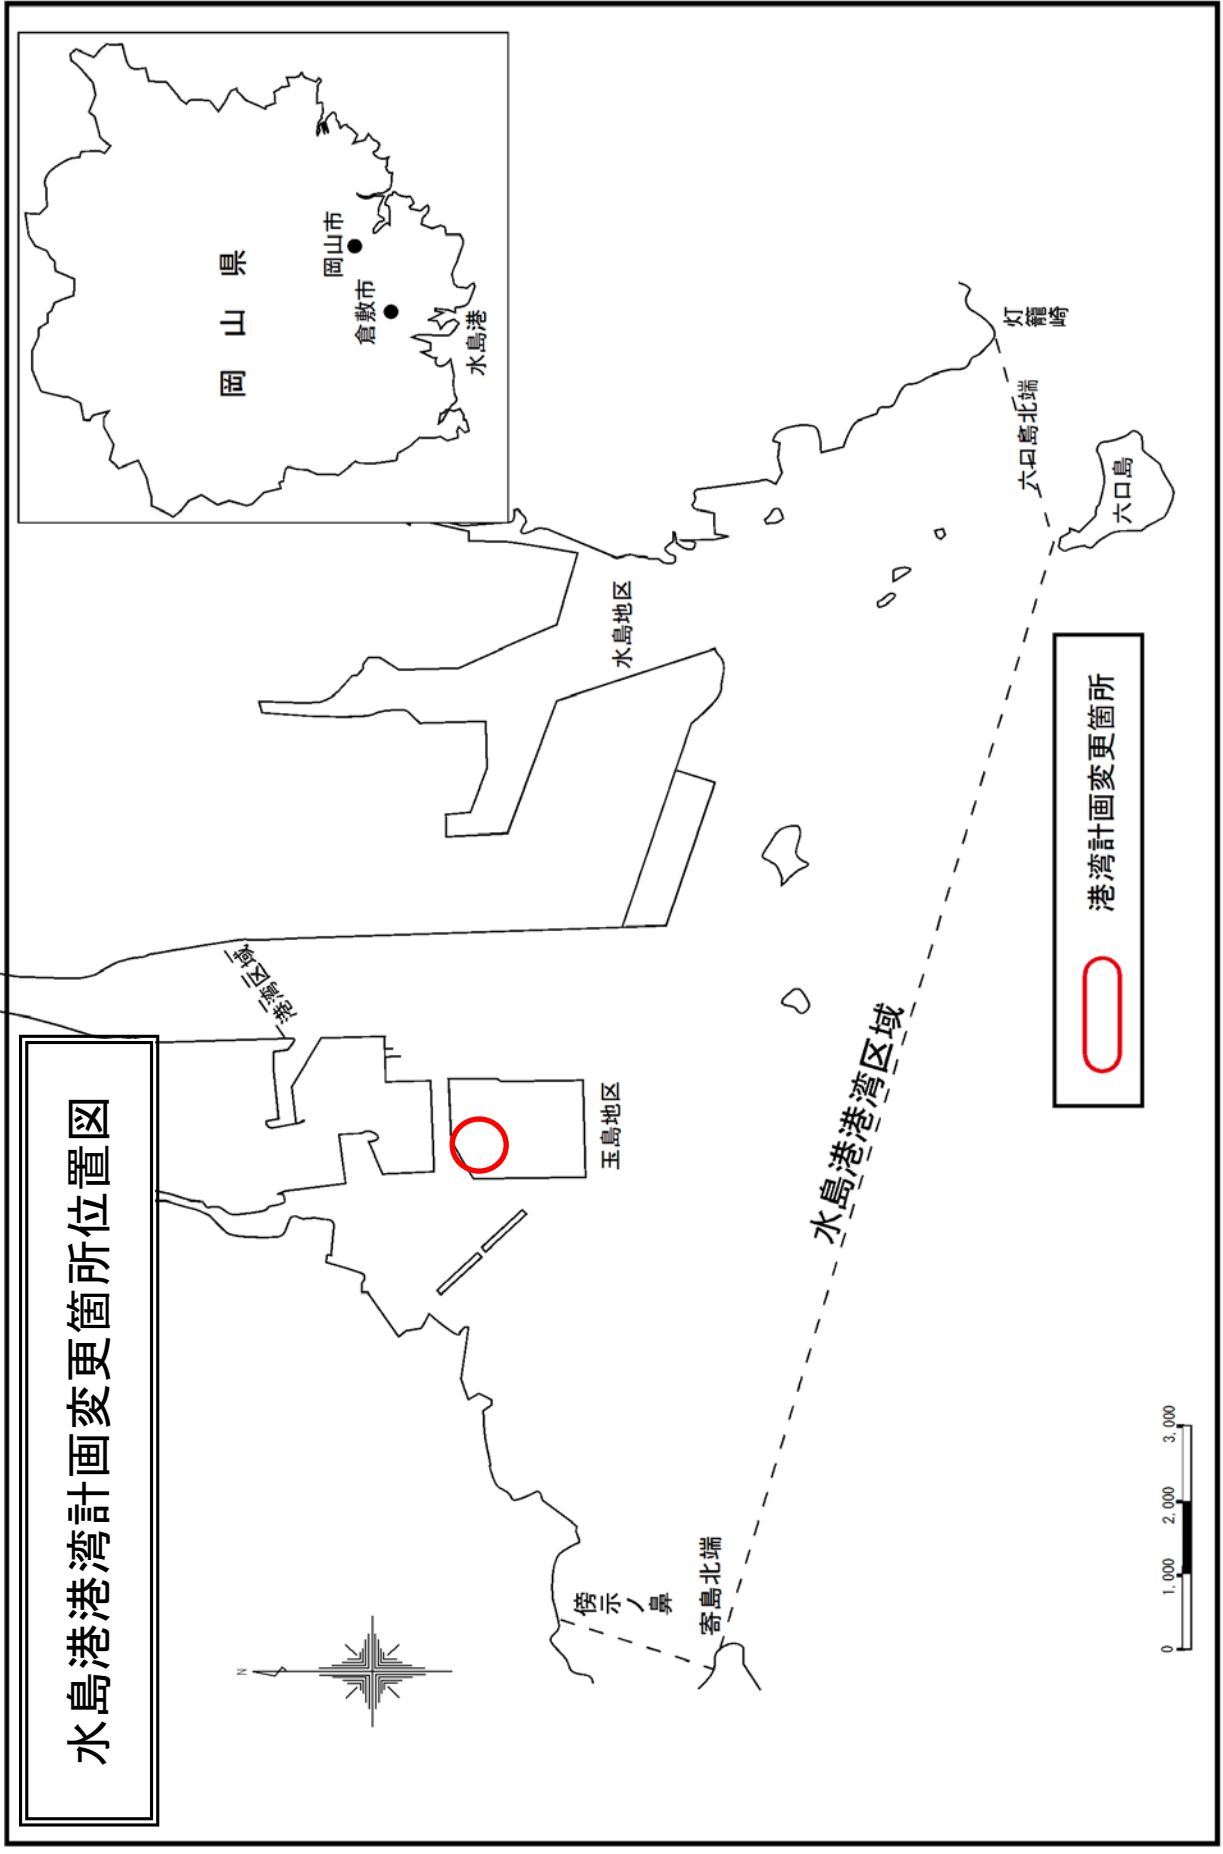 水島港港湾計画変更箇所位置図
岡山県
岡山市
倉敷市
水島港
N
港湾区域
水島地区
玉島地区
灯籠崎
六口島北端
六口島
水島港港湾区域
傍示ノ鼻
寄島北端
港湾計画変更箇所
0 1,000 2,000 3,000